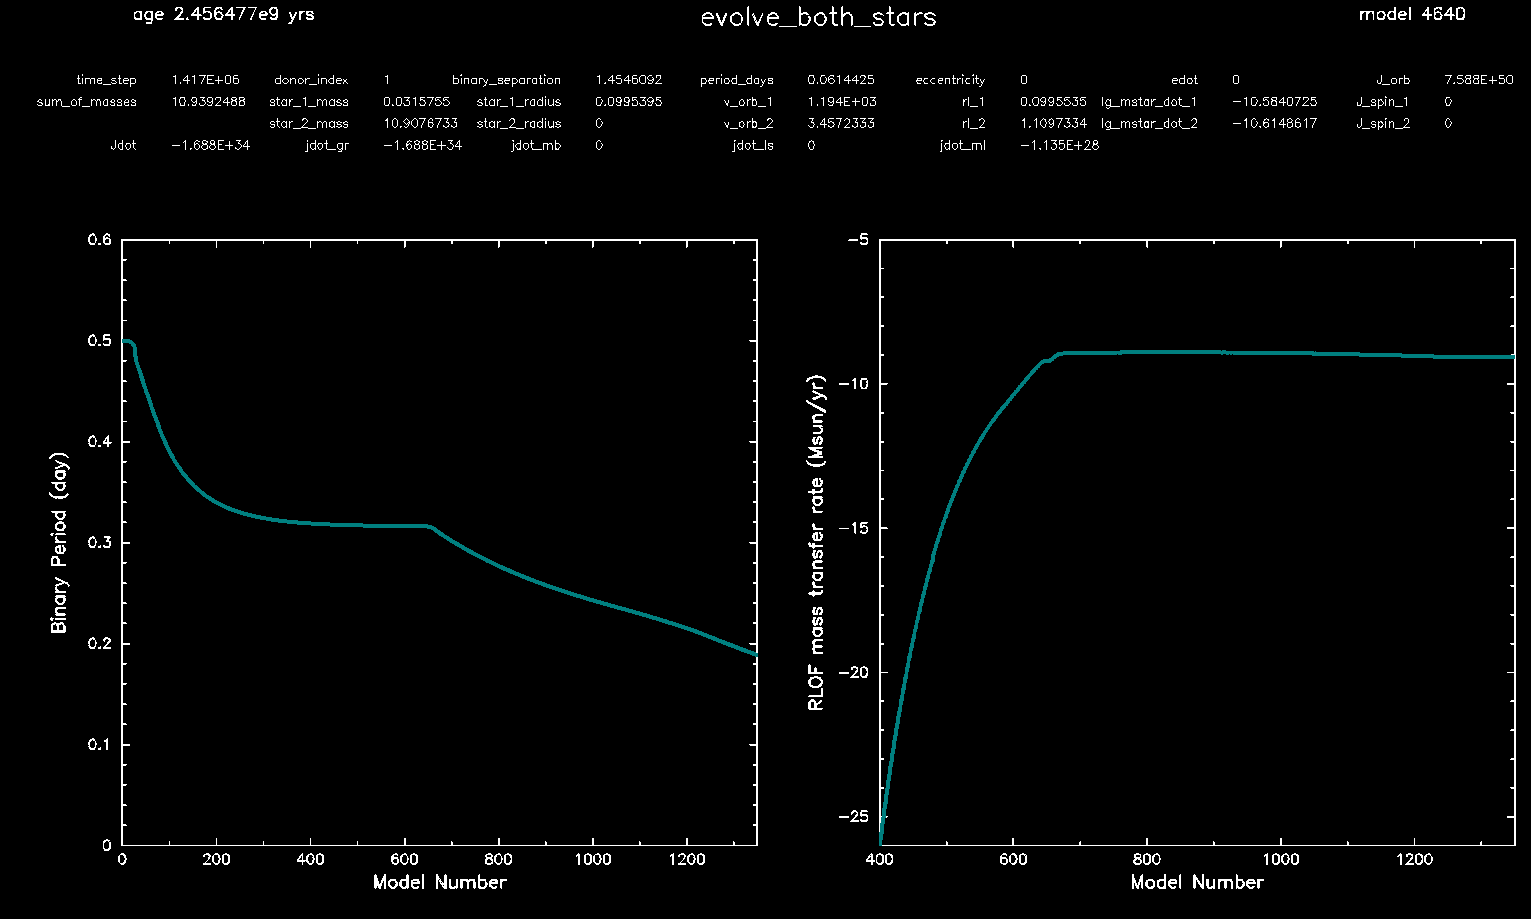 age 2.456477e9 yrs evolve_both_stars model 4640
time_step 1.417E+06 donor_index 1 binary_separation 1.4546092 period_days 0.0614425 eccentricity 0 edot 0 J_orb 7.588E+50
sum_of_masses 10.9392488 star_1_mass 0.0315755 star_1_radius 0.0995395 v_orb_1 1.194E+03 rl_1 0.0995535 lg_mstar_dot_1 −10.5840725 J_spin_1 0
star_2_mass 10.9076733 star_2_radius 0 v_orb_2 3.4572333 rl_2 1.1097334 lg_mstar_dot_2 −10.6148617 J_spin_2 0
Jdot −1.688E+34 jdot_gr −1.688E+34 jdot_mb 0 jdot_ls 0 jdot_ml −1.135E+28
Binary Period (day)
0.6
0.5
0.4
0.3
0.2
0.1
0
0 200 400 600 800 1000 1200
Model Number
RLOF mass transfer rate (Msun/yr)
−5
−10
−15
−20
−25
400 600 800 1000 1200
Model Number